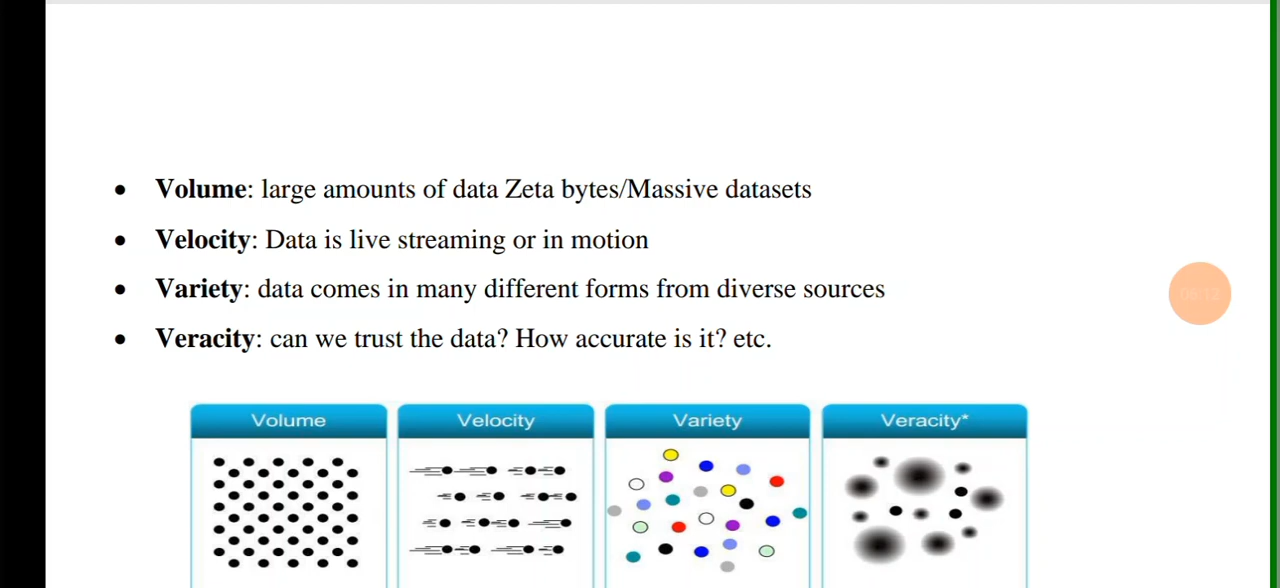 • Volume: large amounts of data Zeta bytes/Massive datasets
• Velocity: Data is live streaming or in motion
• Variety: data comes in many different forms from diverse sources
• Veracity: can we trust the data? How accurate is it? etc.
Volume
Velocity
Variety
Veracity*